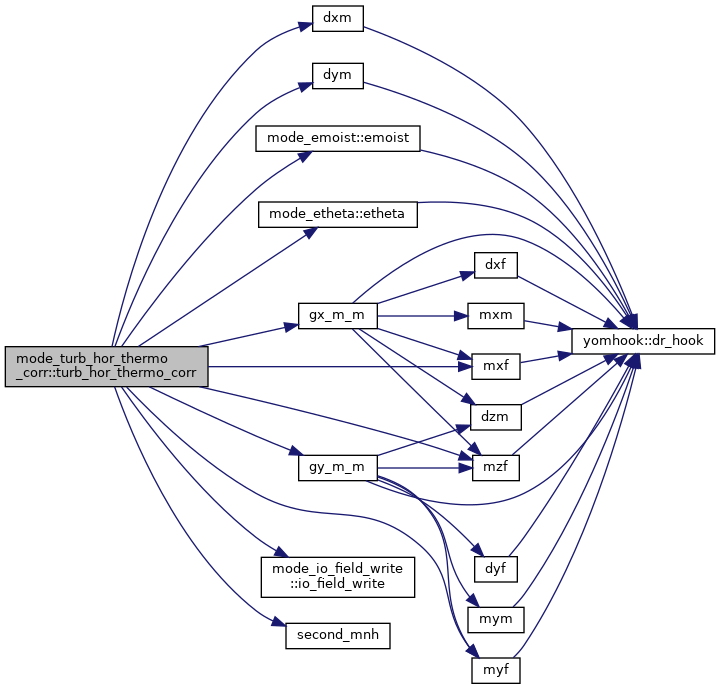 dxm
dym
mode_emoist::emoist
mode_etheta::etheta
dxf
gx_m_m
mxm
yomhook::dr_hook
mode_turb_hor_thermo
_corr::turb_hor_thermo_corr
mxf
dzm
gy_m_m
mzf
mode_io_field_write
::io_field_write
dyf
mym
second_mnh
myf